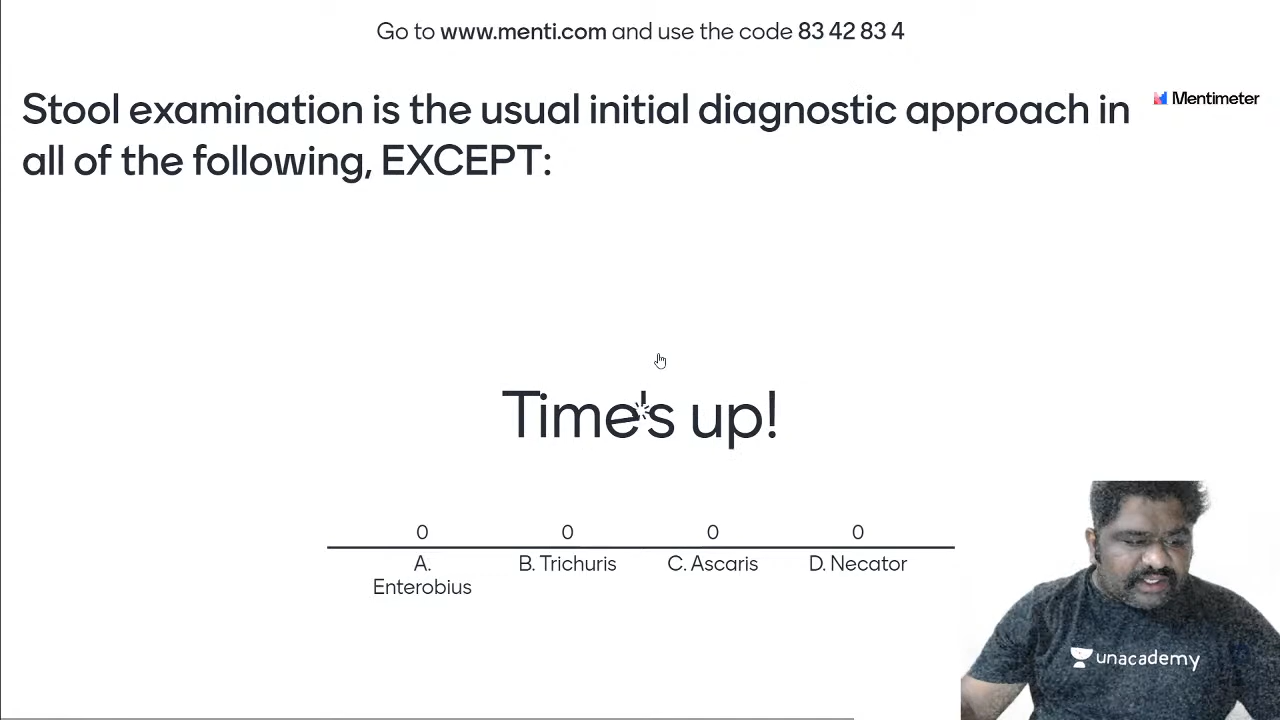 Go to www.menti.com and use the code 83 42 83 4
Stool examination is the usual initial diagnostic approach in
all of the following, EXCEPT:
Mentimeter
Time's up!
0 0 0 0
A. B. Trichuris C. Ascaris D. Necator
Enterobius
unacademy